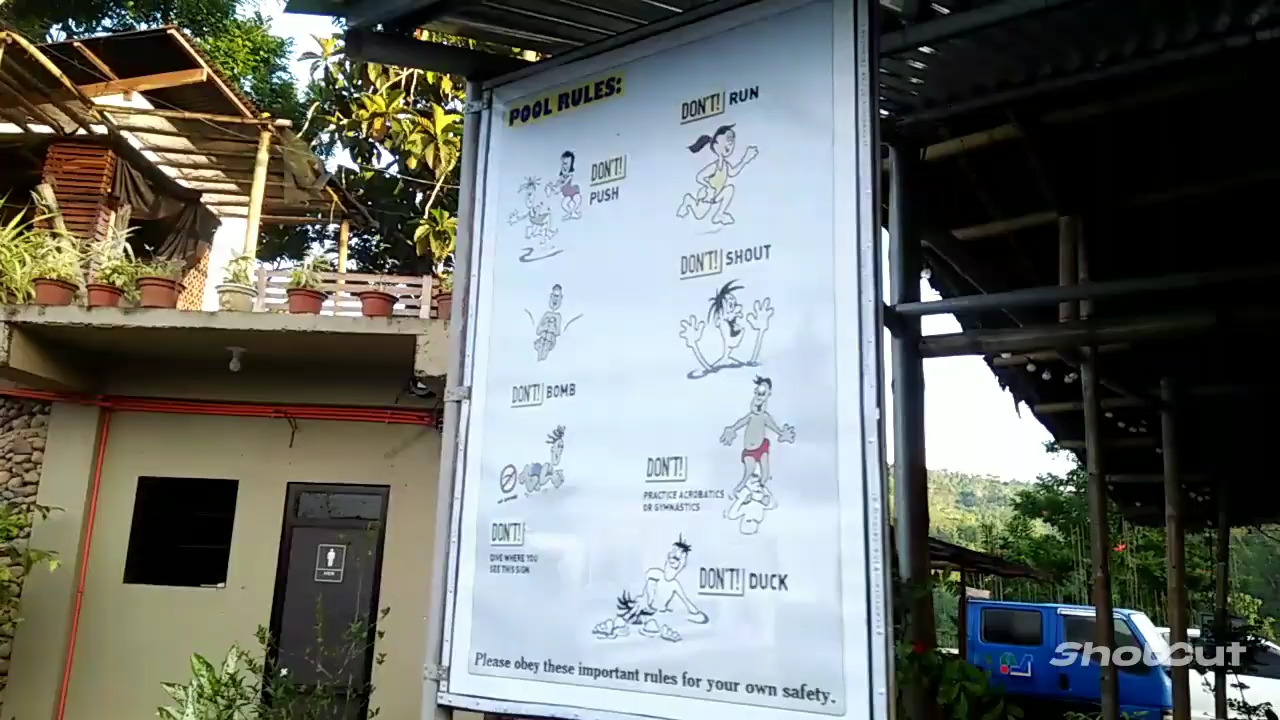 POOL RULES:
DON'T! RUN
DON'T!
PUSH
DON'T! SHOUT
DON'T! BOMB
DON'T!
PRACTICE ACROBATICS
OR GYMNASTICS
DON'T!
DIVE WHERE YOU
SEE THIS SIGN
DON'T! DUCK
Please obey these important rules for your own safety.
MEN
Shotcut